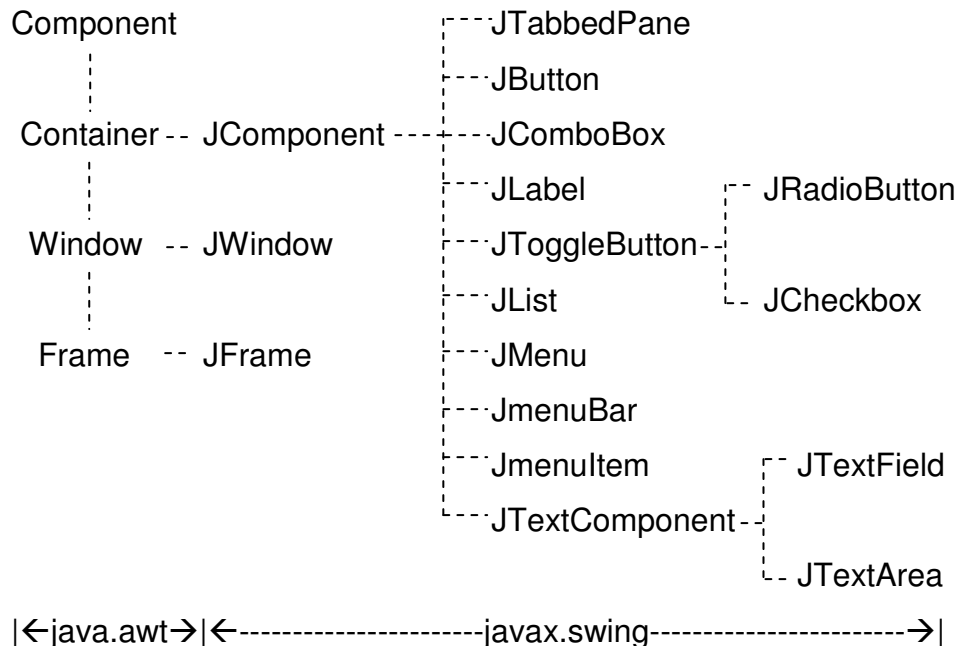 Component JTabbedPane
JButton
Container JComponent JComboBox
JLabel JRadioButton
Window JWindow JToggleButton
JList JCheckbox
Frame JFrame JMenu
JmenuBar
JmenuItem JTextField
JTextComponent
JTextArea
|←java.awt→|←----------------------javax.swing-----------------------→|